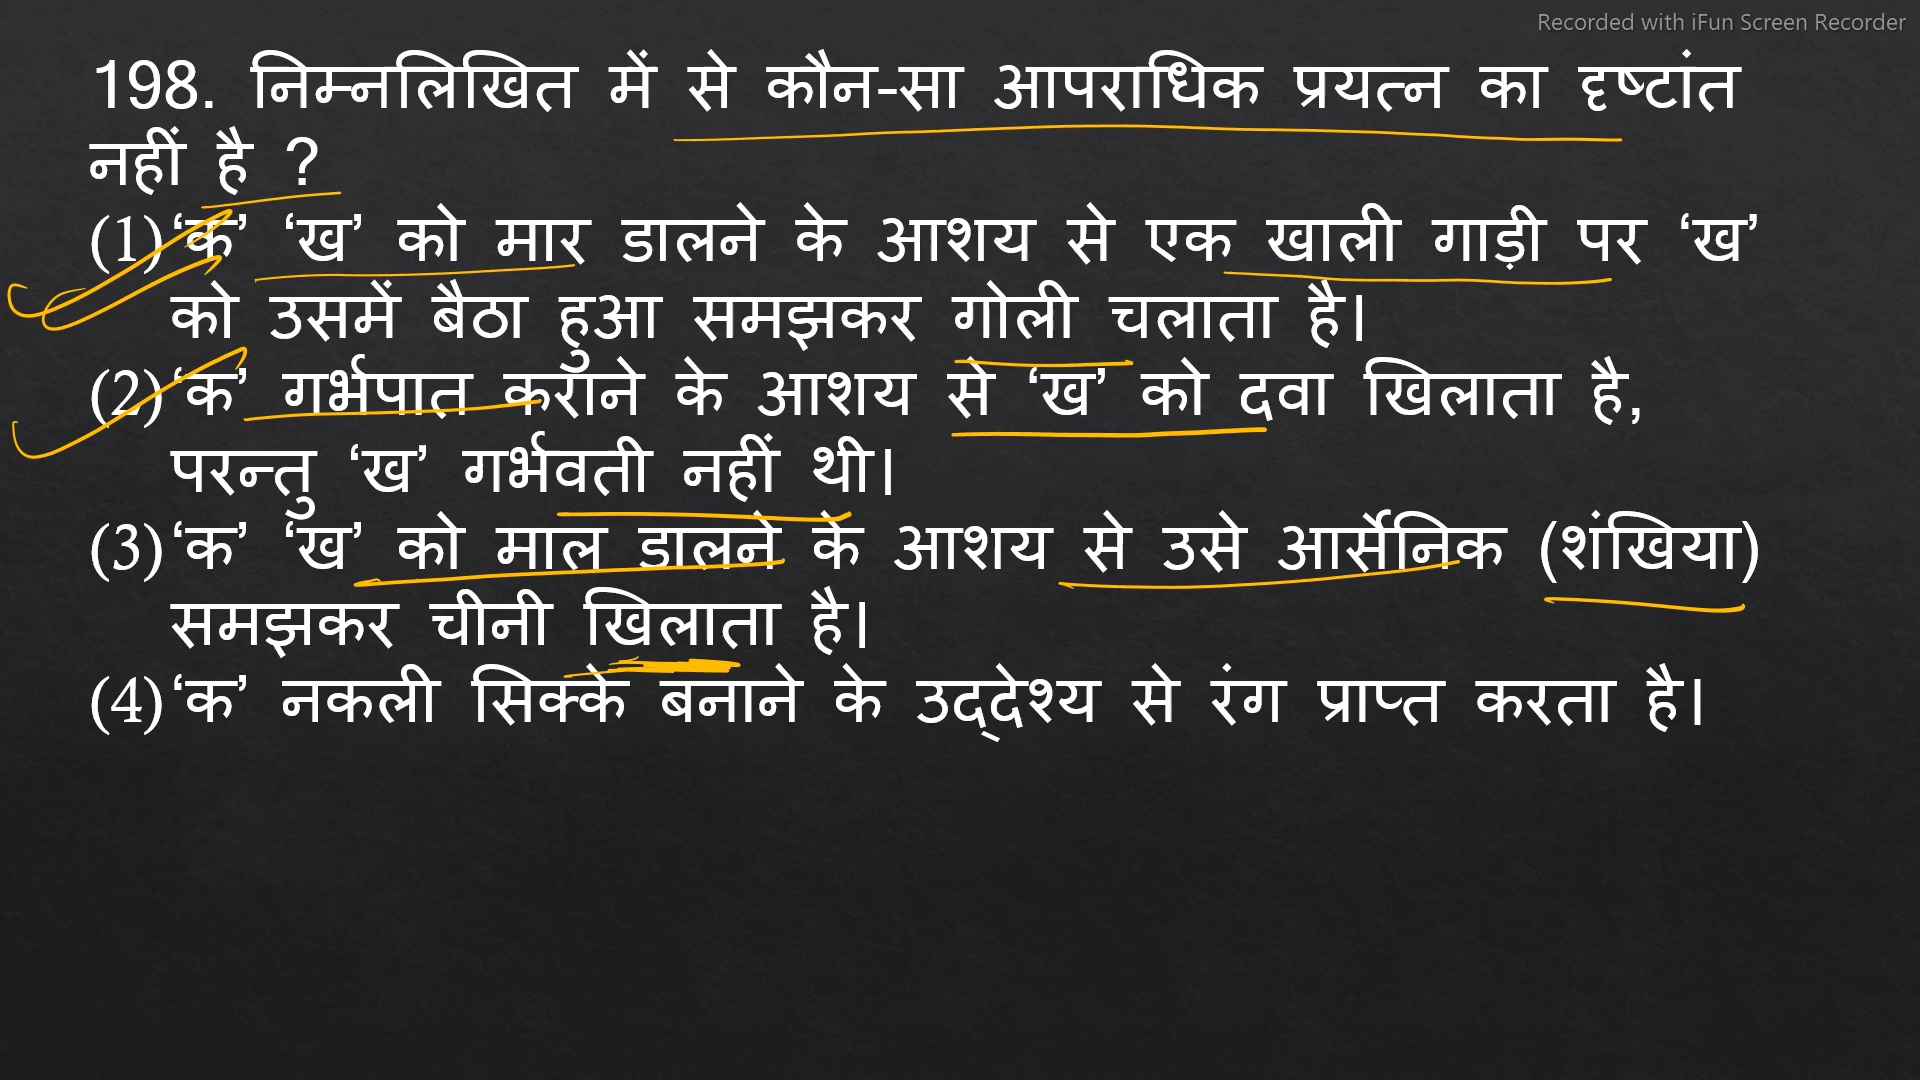 Recorded with iFun Screen Recorder
198. निम्नलिखित में से कौन-सा आपराधिक प्रयत्न का दृष्टांत
नहीं है ?
(1) ‘क’ ‘ख’ को मार डालने के आशय से एक खाली गाड़ी पर ‘ख’
को उसमें बैठा हुआ समझकर गोली चलाता है।
(2) ‘क’ गर्भपात कराने के आशय से ‘ख’ को दवा खिलाता है,
परन्तु ‘ख’ गर्भवती नहीं थी।
(3) ‘क’ ‘ख’ को माल डालने के आशय से उसे आर्सेनिक (शंखिया)
समझकर चीनी खिलाता है।
(4) ‘क’ नकली सिक्के बनाने के उद्‌देश्य से रंग प्राप्त करता है।